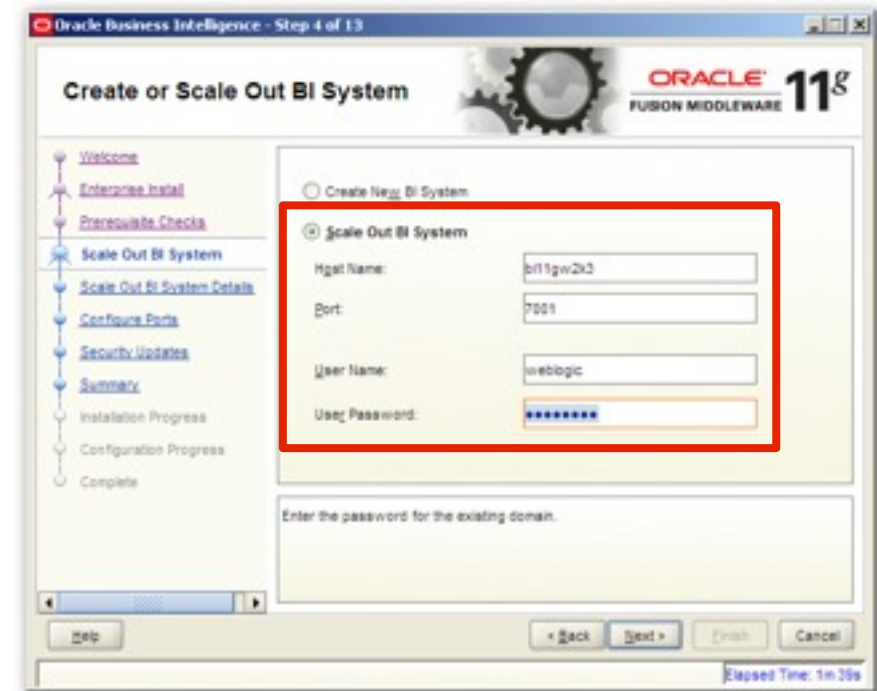 Oracle Business Intelligence - Step 4 of 13
Create or Scale Out BI System
ORACLE
FUSION MIDDLEWARE 11g
Welcome
Enterprise Install
Prerequisite Checks
Scale Out BI System
Scale Out BI System Details
Configure Ports
Security Updates
Summary
Installation Progress
Configuration Progress
Complete
Create New BI System
Scale Out BI System
Host Name: bi11gw2k3
Port: 7001
User Name: weblogic
User Password: ••••••••
Enter the password for the existing domain.
Help
< Back Next > Finish Cancel
Elapsed Time: 1m 39s